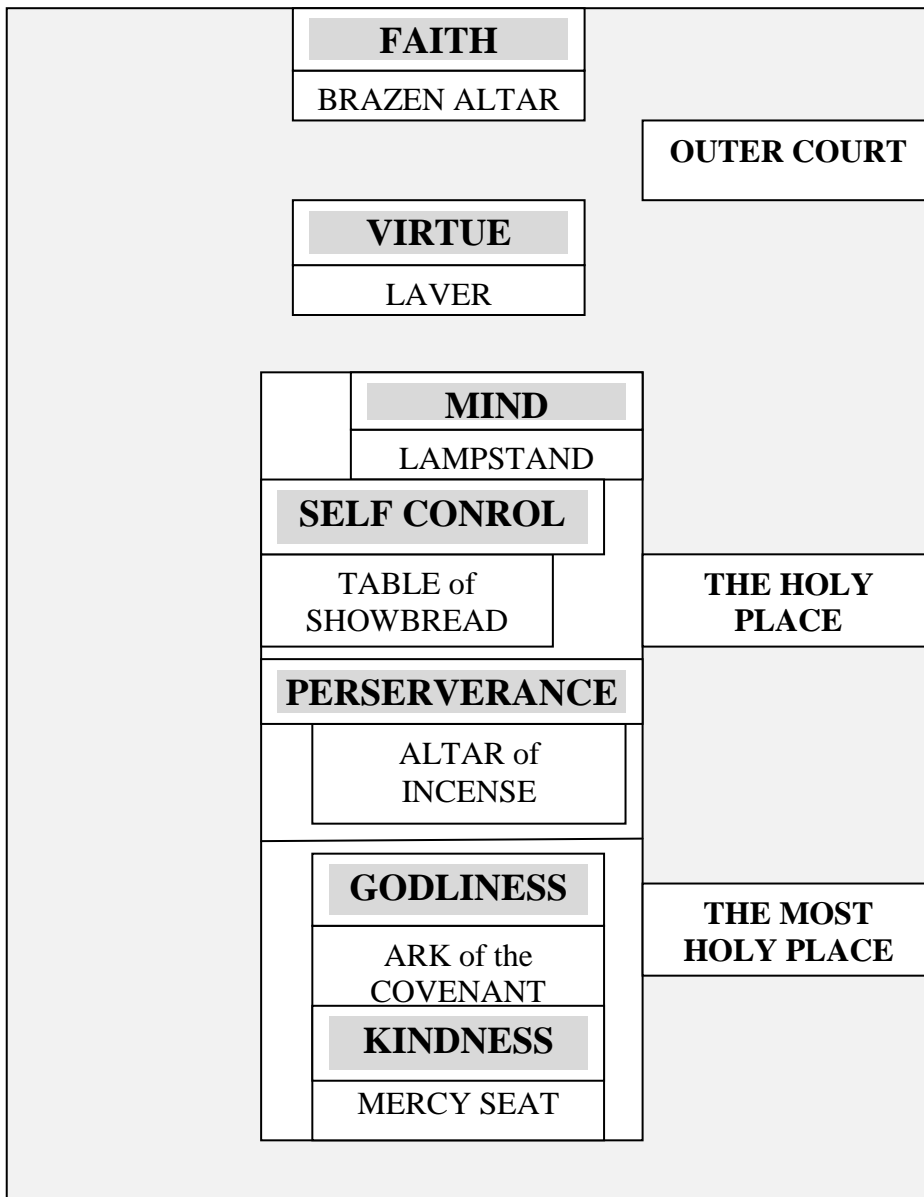 FAITH
BRAZEN ALTAR
OUTER COURT
VIRTUE
LAVER
MIND
LAMPSTAND
SELF CONROL
TABLE of
SHOWBREAD
THE HOLY
PLACE
PERSERVERANCE
ALTAR of
INCENSE
GODLINESS
ARK of the
COVENANT
THE MOST
HOLY PLACE
KINDNESS
MERCY SEAT